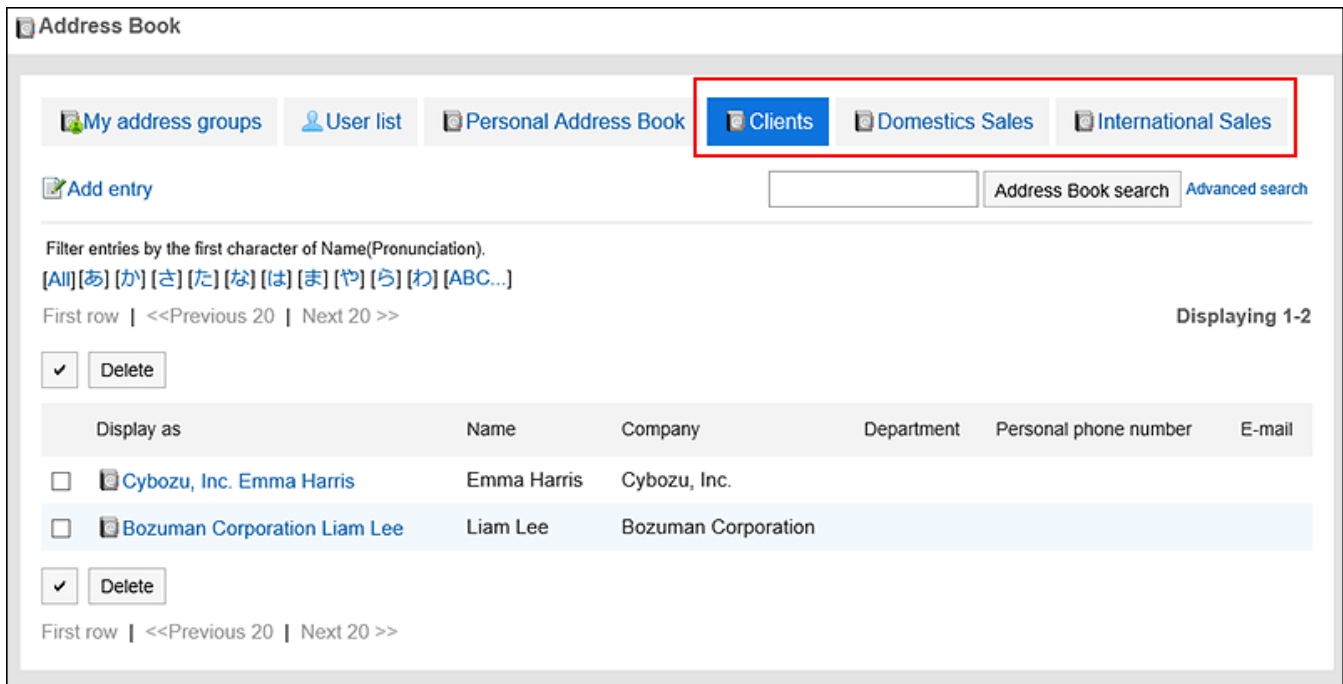 Address Book
My address groups User list Personal Address Book Clients Domestics Sales International Sales
Add entry Address Book search Advanced search
Filter entries by the first character of Name(Pronunciation).
[All][あ] [か] [さ] [た] [な] [は] [ま] [や] [ら] [わ] [ABC...]
First row | <<Previous 20 | Next 20 >> Displaying 1-2
Delete
Display as Name Company Department Personal phone number E-mail
Cybozu, Inc. Emma Harris Emma Harris Cybozu, Inc.
Bozuman Corporation Liam Lee Liam Lee Bozuman Corporation
Delete
First row | <<Previous 20 | Next 20 >>